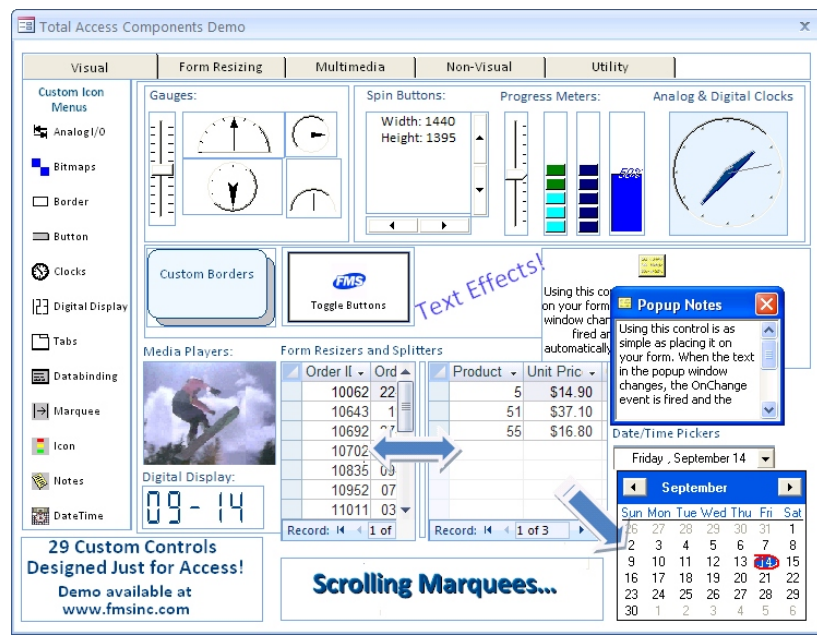 Total Access Components Demo
x
Visual
Form Resizing
Multimedia
Non-Visual
Utility
Custom Icon
Menus
AnalogI/O
Bitmaps
Border
Button
Clocks
Digital Display
Tabs
Databinding
Marquee
Icon
Notes
DateTime
Gauges:
Spin Buttons:
Width: 1440
Height: 1395
Progress Meters:
50%
Analog & Digital Clocks
Custom Borders
FMS
Toggle Buttons
Text Effects!
Using this
on your form
window
fired
automatically
Popup Notes
Using this control is as
simple as placing it on
your form. When the text
in the popup window
changes, the OnChange
event is fired and the
Media Players:
Form Resizers and Splitters
Order Ord
10062 22
10643 1
10692
10702
10835 09
10952 07
11011 03
Record: 1 of
Product Unit Pric
5 $14.90
51 $37.10
55 $16.80
Record: 1 of 3
Digital Display:
09-14
Date/Time Pickers
Friday , September 14
September
Sun Mon Tue Wed Thu Fri Sat
26 27 28 29 30 31 1
2 3 4 5 6 7 8
9 10 11 12 13 14 15
16 17 18 19 20 21 22
23 24 25 26 27 28 29
30 1 2 3 4 5 6
29 Custom Controls
Designed Just for Access!
Demo available at
www.fmsinc.com
Scrolling Marquees...